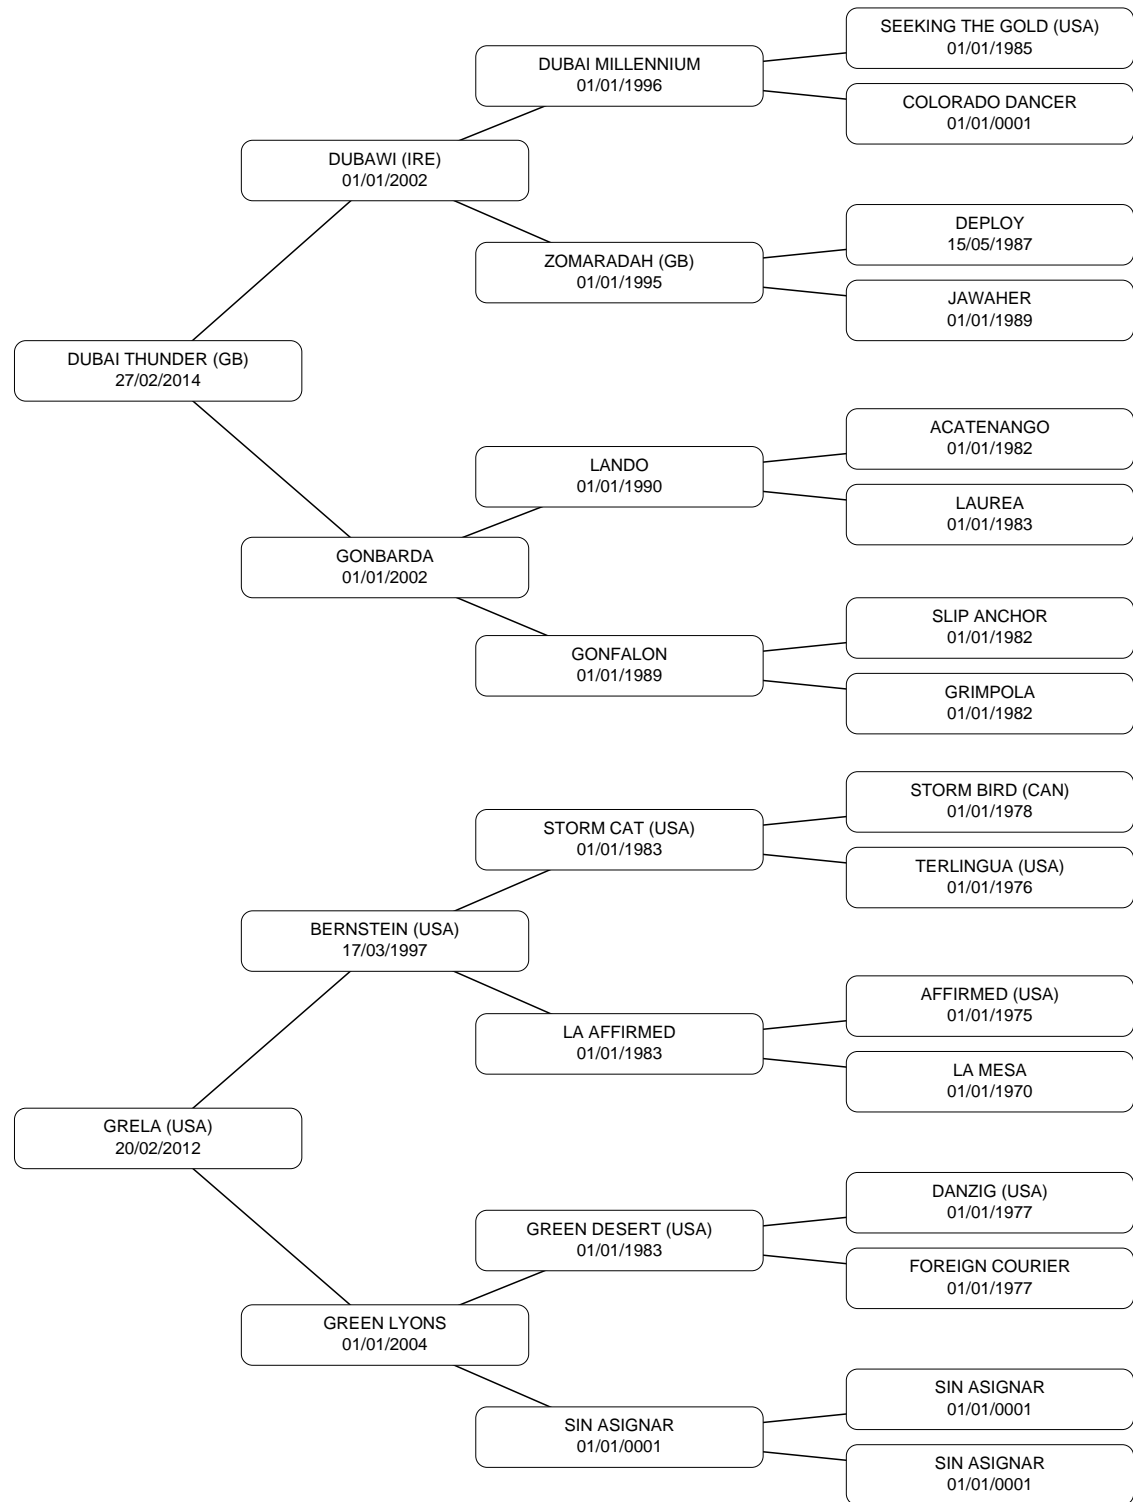 SEEKING THE GOLD (USA)
01/01/1985
DUBAI MILLENNIUM
01/01/1996
COLORADO DANCER
01/01/0001
DUBAWI (IRE)
01/01/2002
DEPLOY
15/05/1987
ZOMARADAH (GB)
01/01/1995
JAWAHER
01/01/1989
DUBAI THUNDER (GB)
27/02/2014
ACATENANGO
01/01/1982
LANDO
01/01/1990
LAUREA
01/01/1983
GONBARDA
01/01/2002
SLIP ANCHOR
01/01/1982
GONFALON
01/01/1989
GRIMPOLA
01/01/1982
STORM BIRD (CAN)
01/01/1978
STORM CAT (USA)
01/01/1983
TERLINGUA (USA)
01/01/1976
BERNSTEIN (USA)
17/03/1997
AFFIRMED (USA)
01/01/1975
LA AFFIRMED
01/01/1983
LA MESA
01/01/1970
GRELA (USA)
20/02/2012
DANZIG (USA)
01/01/1977
GREEN DESERT (USA)
01/01/1983
FOREIGN COURIER
01/01/1977
GREEN LYONS
01/01/2004
SIN ASIGNAR
01/01/0001
SIN ASIGNAR
01/01/0001
SIN ASIGNAR
01/01/0001